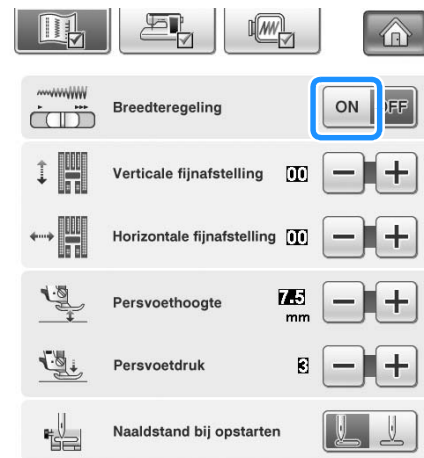 Breedteregeling ON OFF
Verticale fijnafstelling 00
Horizontale fijnafstelling 00
Persvoethoogte 7.5
mm
Persvoetdruk 3
Naaldstand bij opstarten